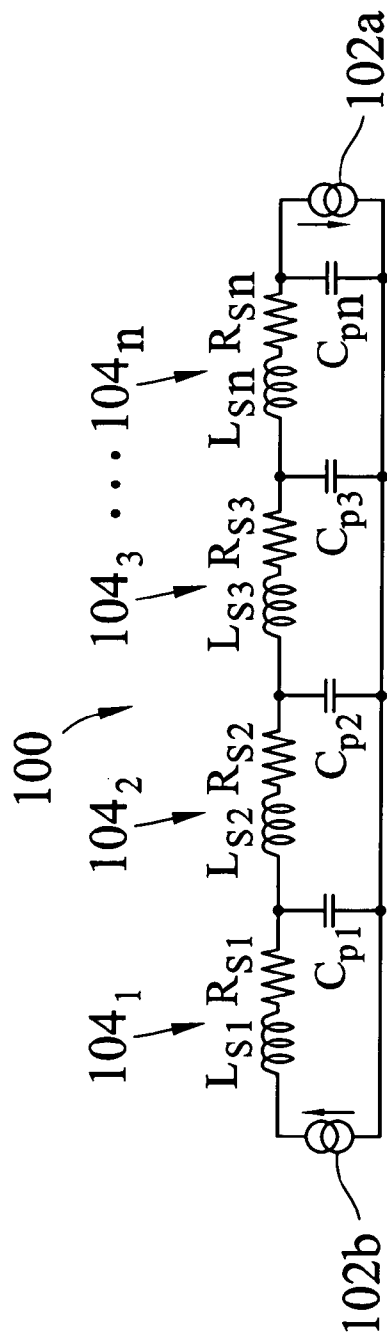 100
104₁ 104₂ 104₃ • • • 104ₙ
L_S1 R_S1 L_S2 R_S2 L_S3 R_S3 L_Sn R_Sn
C_p1 C_p2 C_p3 C_pn
102b 102a